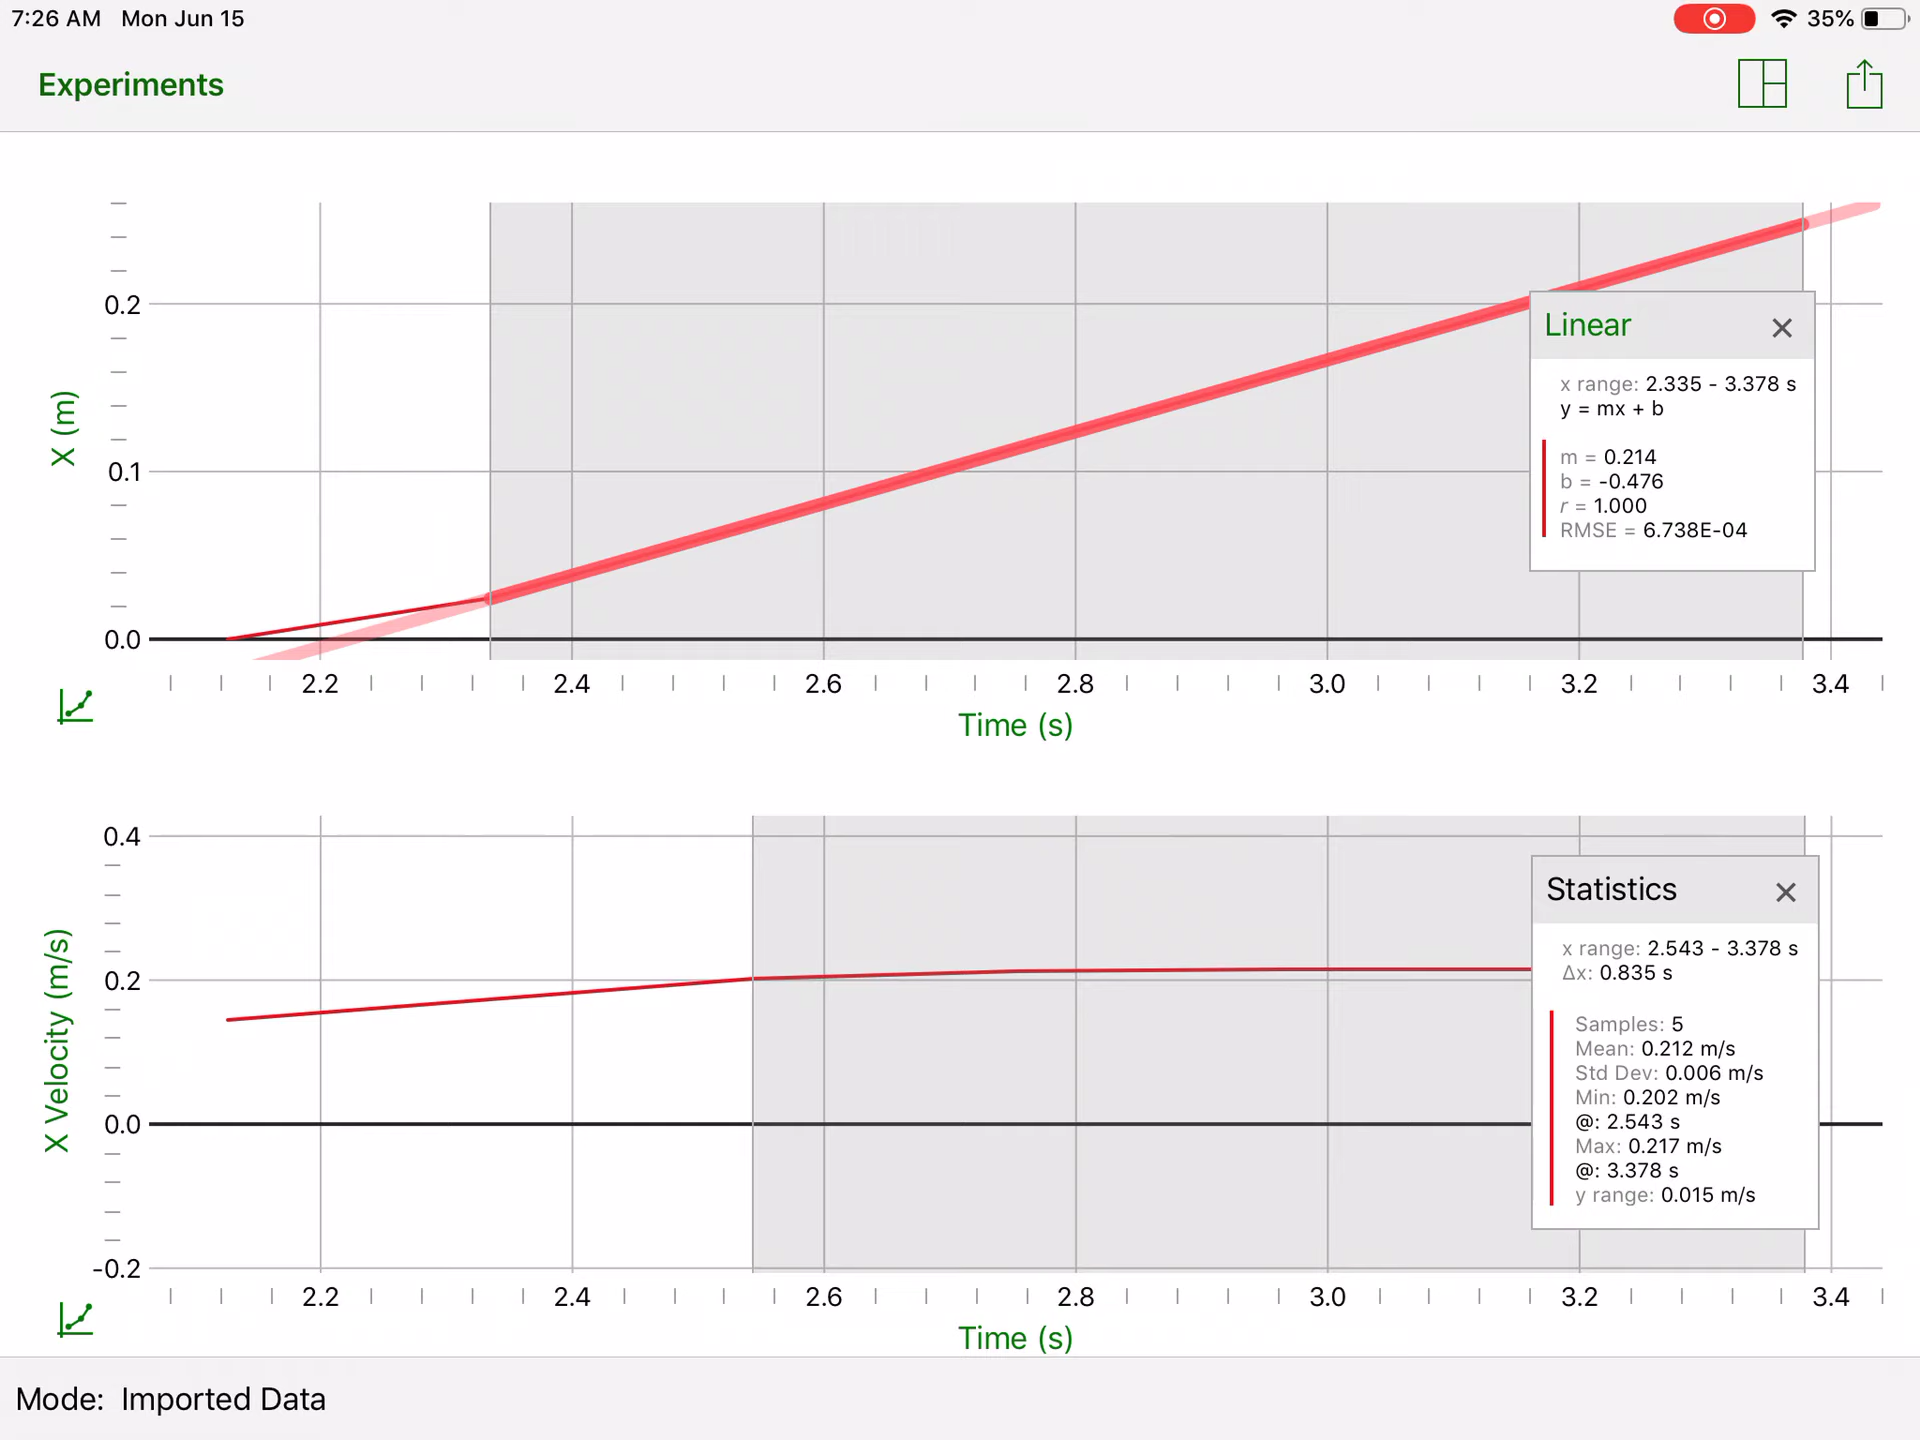 7:26 AM Mon Jun 15
35%
Experiments
0.2
0.1
0.0
X (m)
Linear
x range: 2.335 - 3.378 s
y = mx + b
m = 0.214
b = -0.476
r = 1.000
RMSE = 6.738E-04
2.2 2.4 2.6 2.8 3.0 3.2 3.4
Time (s)
0.4
0.2
0.0
-0.2
X Velocity (m/s)
Statistics
x range: 2.543 - 3.378 s
Δx: 0.835 s
Samples: 5
Mean: 0.212 m/s
Std Dev: 0.006 m/s
Min: 0.202 m/s
@: 2.543 s
Max: 0.217 m/s
@: 3.378 s
y range: 0.015 m/s
2.2 2.4 2.6 2.8 3.0 3.2 3.4
Time (s)
Mode: Imported Data